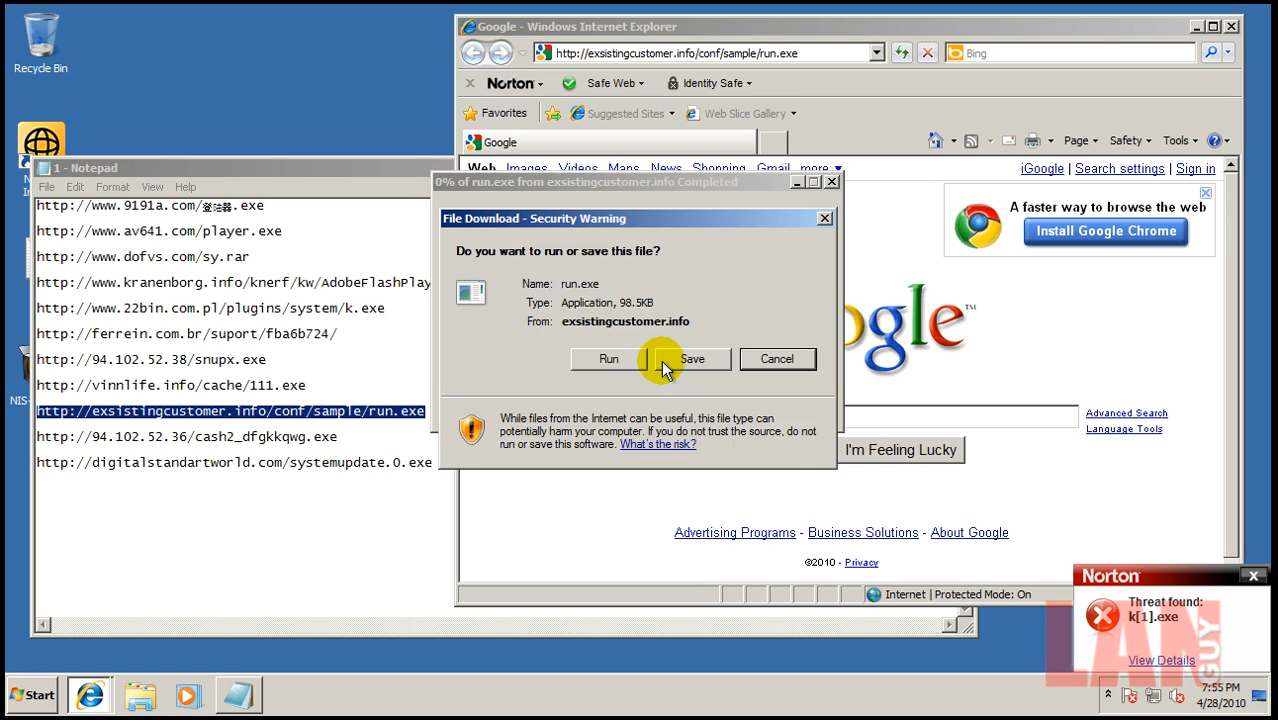 Recycle Bin
Google - Windows Internet Explorer
http://exsistingcustomer.info/conf/sample/run.exe
Bing
Norton
Safe Web
Identity Safe
Favorites
Suggested Sites
Web Slice Gallery
Google
Page
Safety
Tools
Web Images Videos Maps News Shopping Gmail more
iGoogle | Search settings | Sign in
A faster way to browse the web
Install Google Chrome
1 - Notepad
File Edit Format View Help
http://www.9191a.com/登陆器.exe
http://www.av641.com/player.exe
http://www.dofvs.com/sy.rar
http://www.kranenborg.info/knerf/kw/AdobeFlashPlay
http://www.22bin.com.pl/plugins/system/k.exe
http://ferrein.com.br/suport/fba6b724/
http://94.102.52.38/snupx.exe
http://vinnlife.info/cache/111.exe
http://exsistingcustomer.info/conf/sample/run.exe
http://94.102.52.36/cash2_dfgkkqwg.exe
http://digitalstandartworld.com/systemupdate.0.exe
NIS-
0% of run.exe from exsistingcustomer.info Completed
File Download - Security Warning
Do you want to run or save this file?
Name: run.exe
Type: Application, 98.5KB
From: exsistingcustomer.info
Run
Save
Cancel
While files from the Internet can be useful, this file type can
potentially harm your computer. If you do not trust the source, do not
run or save this software. What's the risk?
Advanced Search
Language Tools
I'm Feeling Lucky
Advertising Programs - Business Solutions - About Google
©2010 - Privacy
Internet | Protected Mode: On
Norton
Threat found:
k[1].exe
View Details
LAN
GUY
Start
7:55 PM
4/28/2010